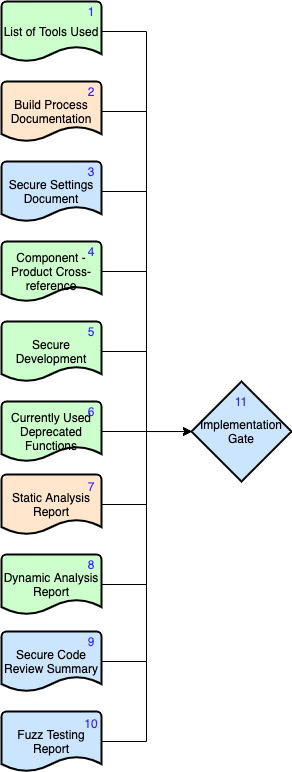 1
List of Tools Used
2
Build Process
Documentation
3
Secure Settings
Document
4
Component -
Product Cross-
reference
5
Secure
Development
6
Currently Used
Deprecated
Functions
7
Static Analysis
Report
8
Dynamic Analysis
Report
9
Secure Code
Review Summary
10
Fuzz Testing
Report
11
Implementation
Gate